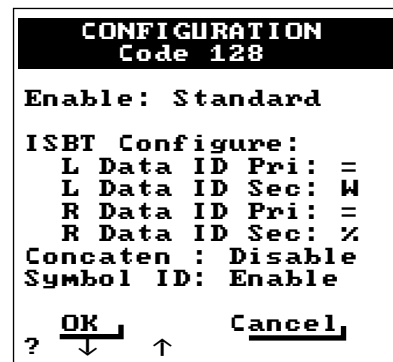 CONFIGURATION
Code 128
Enable: Standard
ISBT Configure:
L Data ID Pri: =
L Data ID Sec: W
R Data ID Pri: =
R Data ID Sec: %
Concaten : Disable
Symbol ID: Enable
OK Cancel
? ↓ ↑